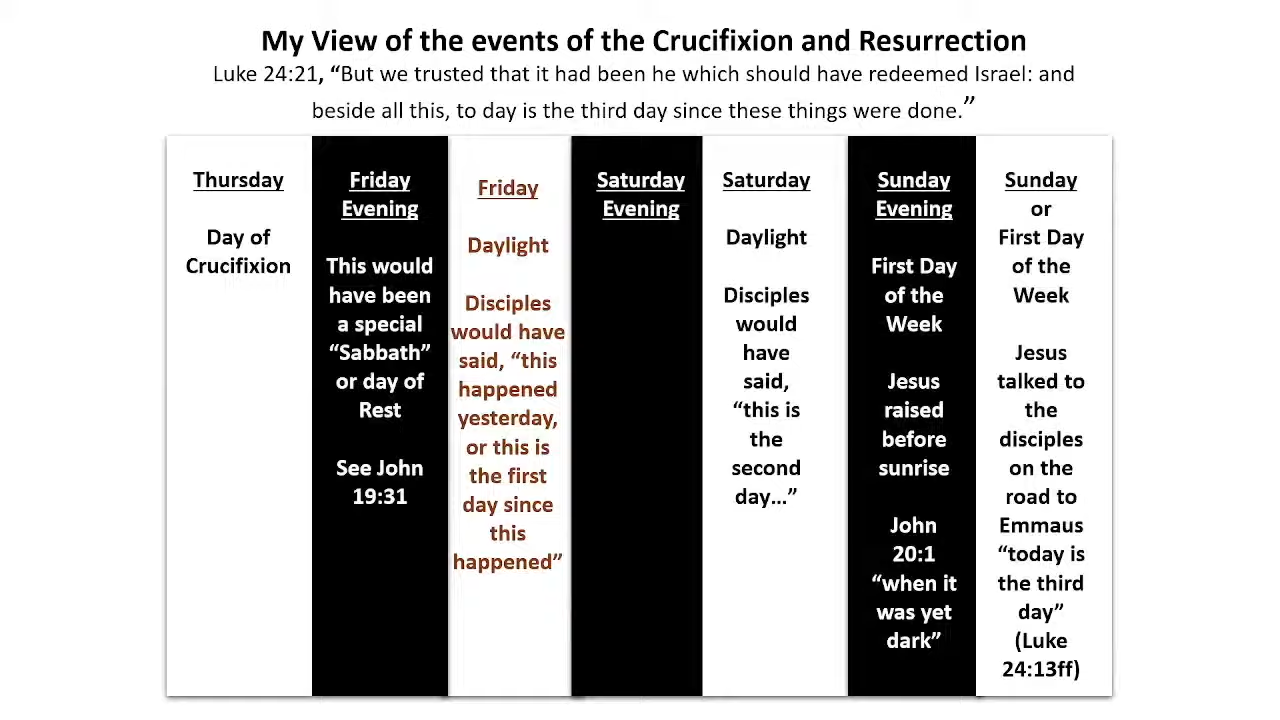 My View of the events of the Crucifixion and Resurrection
Luke 24:21, “But we trusted that it had been he which should have redeemed Israel: and
beside all this, to day is the third day since these things were done.”
Thursday
Day of
Crucifixion
Friday
Evening
This would
have been
a special
“Sabbath”
or day of
Rest
See John
19:31
Friday
Daylight
Disciples
would have
said, “this
happened
yesterday,
or this is
the first
day since
this
happened”
Saturday
Evening
Saturday
Daylight
Disciples
would
have
said,
“this is
the
second
day…”
Sunday
Evening
First Day
of the
Week
Jesus
raised
before
sunrise
John
20:1
“when it
was yet
dark”
Sunday
or
First Day
of the
Week
Jesus
talked to
the
disciples
on the
road to
Emmaus
“today is
the third
day”
(Luke
24:13ff)